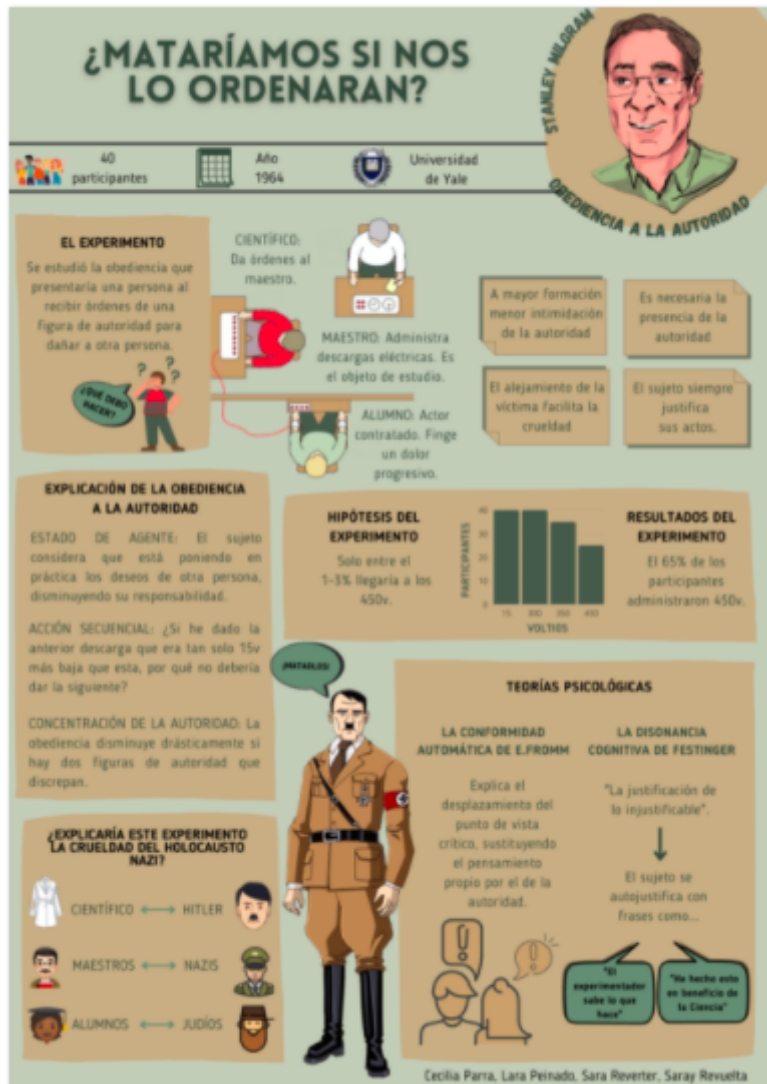 ¿MATARÍAMOS SI NOS
LO ORDENARAN?
STANLEY MILGRAM
OBEDIENCIA A LA AUTORIDAD
40
participantes
Año
1964
Universidad
de Yale
EL EXPERIMENTO
Se estudió la obediencia que
presentaría una persona al
recibir órdenes de una
figura de autoridad para
dañar a otra persona.
¿QUÉ DEBO
HACER?
CIENTÍFICO:
Da órdenes al
maestro.
MAESTRO: Administra
descargas eléctricas. Es
el objeto de estudio.
ALUMNO: Actor
contratado. Finge
un dolor
progresivo.
A mayor formación
menor intimidación
de la autoridad
Es necesaria la
presencia de la
autoridad
El alejamiento de la
víctima facilita la
crueldad
El sujeto siempre
justifica
sus actos.
EXPLICACIÓN DE LA OBEDIENCIA
A LA AUTORIDAD
ESTADO DE AGENTE: El sujeto
considera que está poniendo en
práctica los deseos de otra persona,
disminuyendo su responsabilidad.
ACCIÓN SECUENCIAL: ¿Si he dado la
anterior descarga que era tan solo 15v
más baja que esta, por qué no debería
dar la siguiente?
CONCENTRACIÓN DE LA AUTORIDAD: La
obediencia disminuye drásticamente si
hay dos figuras de autoridad que
discrepan.
HIPÓTESIS DEL
EXPERIMENTO
Solo entre el
1-3% llegaría a los
450v.
PARTICIPANTES
40
30
20
10
0
15
300
350
450
VOLTIOS
RESULTADOS DEL
EXPERIMENTO
El 65% de los
participantes
administraron 450v.
¡MATADLOS!
TEORÍAS PSICOLÓGICAS
LA CONFORMIDAD
AUTOMÁTICA DE E.FROMM
Explica el
desplazamiento del
punto de vista
crítico, sustituyendo
el pensamiento
propio por el de la
autoridad.
LA DISONANCIA
COGNITIVA DE FESTINGER
"La justificación de
lo injustificable".
El sujeto se
autojustifica con
frases como...
"El
experimentador
sabe lo que
hace"
"He hecho esto
en beneficio de
la Ciencia"
¿EXPLICARÍA ESTE EXPERIMENTO
LA CRUELDAD DEL HOLOCAUSTO
NAZI?
CIENTÍFICO HITLER
MAESTROS NAZIS
ALUMNOS JUDÍOS
Cecilia Parra, Lara Peinado, Sara Reverter, Saray Revuelta